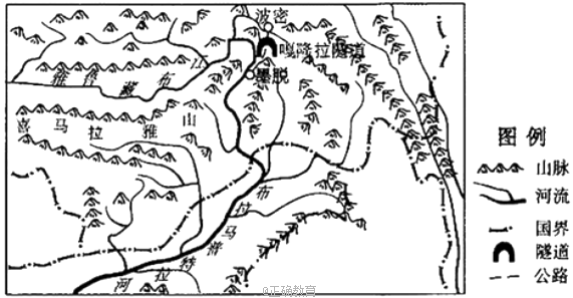 波密
嘎隆拉隧道
墨脱
雅鲁藏布江
喜马拉雅山
布拉马普特拉河
图例
山脉
河流
国界
隧道
公路
@正确教育